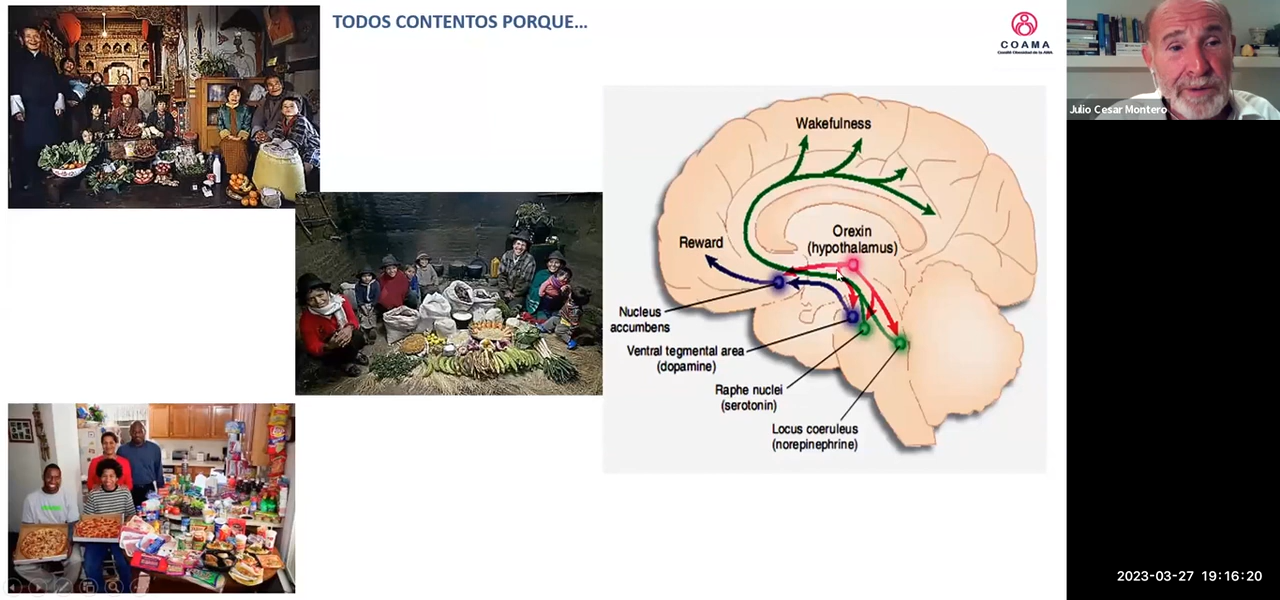 TODOS CONTENTOS PORQUE...
COAMA
Comité Obesidad de la AMA
Julio Cesar Montero
Wakefulness
Orexin
(hypothalamus)
Reward
Nucleus
accumbens
Ventral tegmental area
(dopamine)
Raphe nuclei
(serotonin)
Locus coeruleus
(norepinephrine)
2023-03-27 19:16:20